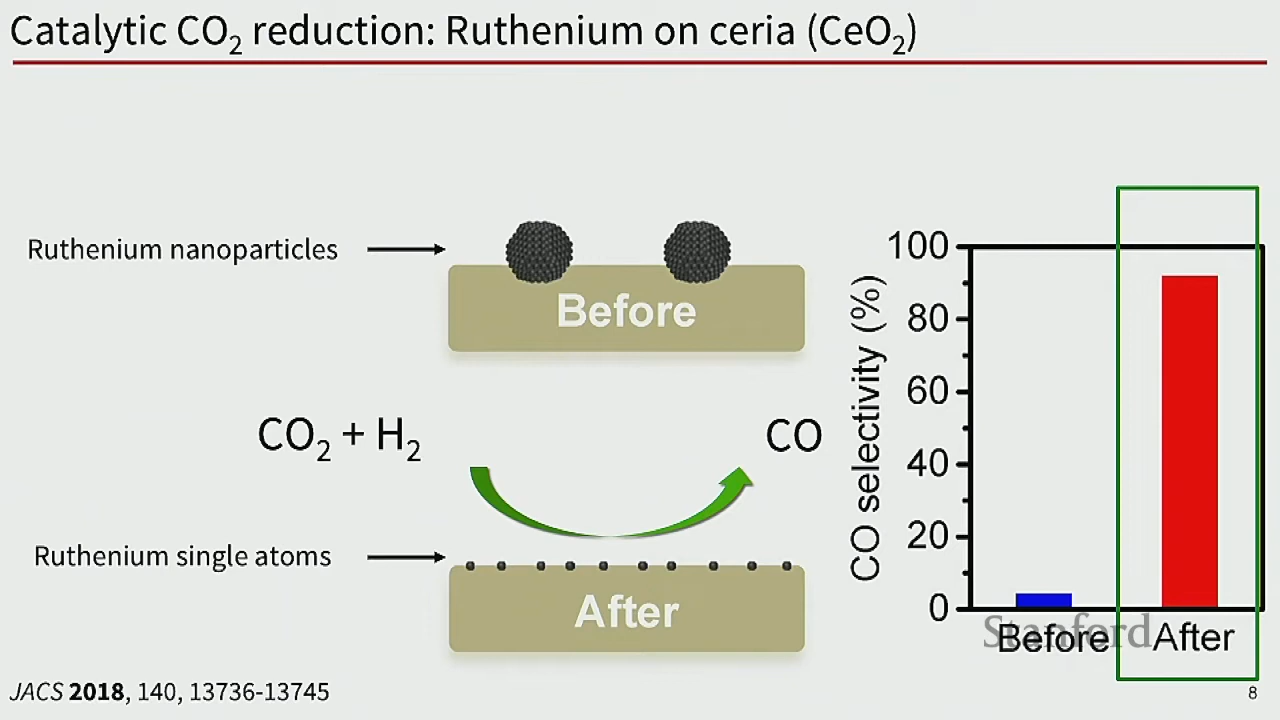 Catalytic CO₂ reduction: Ruthenium on ceria (CeO₂)
Ruthenium nanoparticles
Before
CO₂ + H₂
CO
Ruthenium single atoms
After
CO selectivity (%)
100
80
60
40
20
0
Before
After
Stanford
JACS 2018, 140, 13736-13745
8